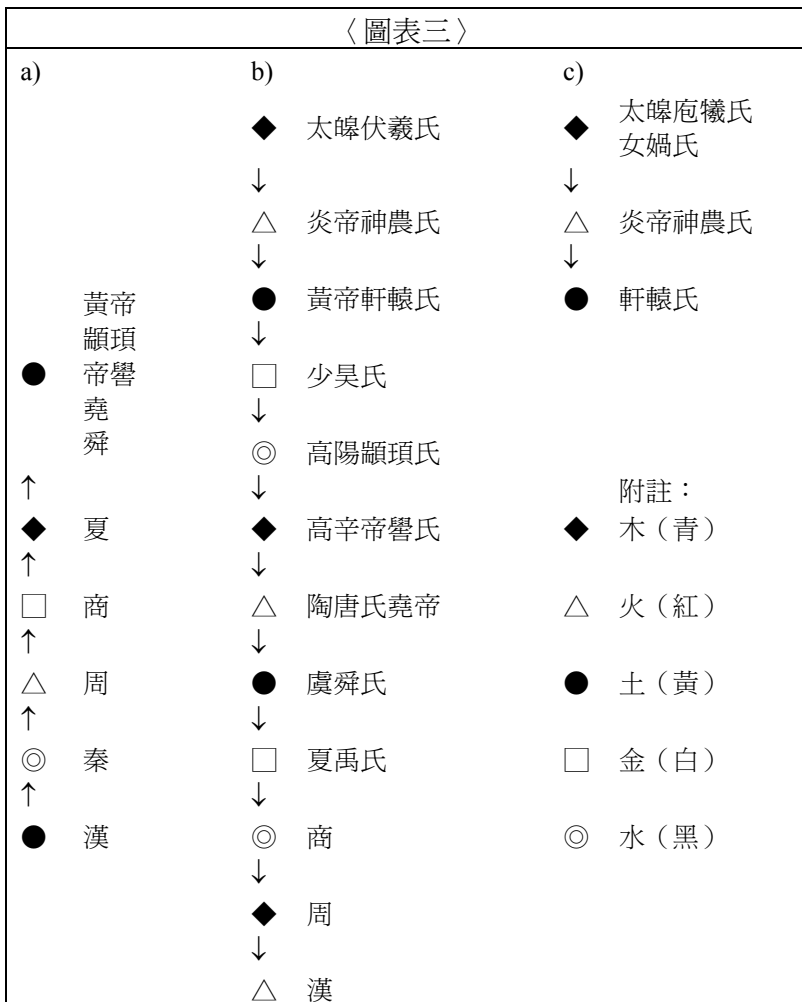 〈圖表三〉
a) b) c)
◆ 太皞伏羲氏 ◆ 太皞庖犧氏
女媧氏
↓ ↓
△ 炎帝神農氏 △ 炎帝神農氏
↓ ↓
黃帝 ● 黃帝軒轅氏 ● 軒轅氏
顓頊 ↓
● 帝嚳 □ 少昊氏
堯 ↓
舜 ◎ 高陽顓頊氏
↑ ↓ 附註：
◆ 夏 ◆ 高辛帝嚳氏 ◆ 木（青）
↑ ↓
□ 商 △ 陶唐氏堯帝 △ 火（紅）
↑ ↓
△ 周 ● 虞舜氏 ● 土（黃）
↑ ↓
◎ 秦 □ 夏禹氏 □ 金（白）
↑ ↓
● 漢 ◎ 商 ◎ 水（黑）
↓
◆ 周
↓
△ 漢